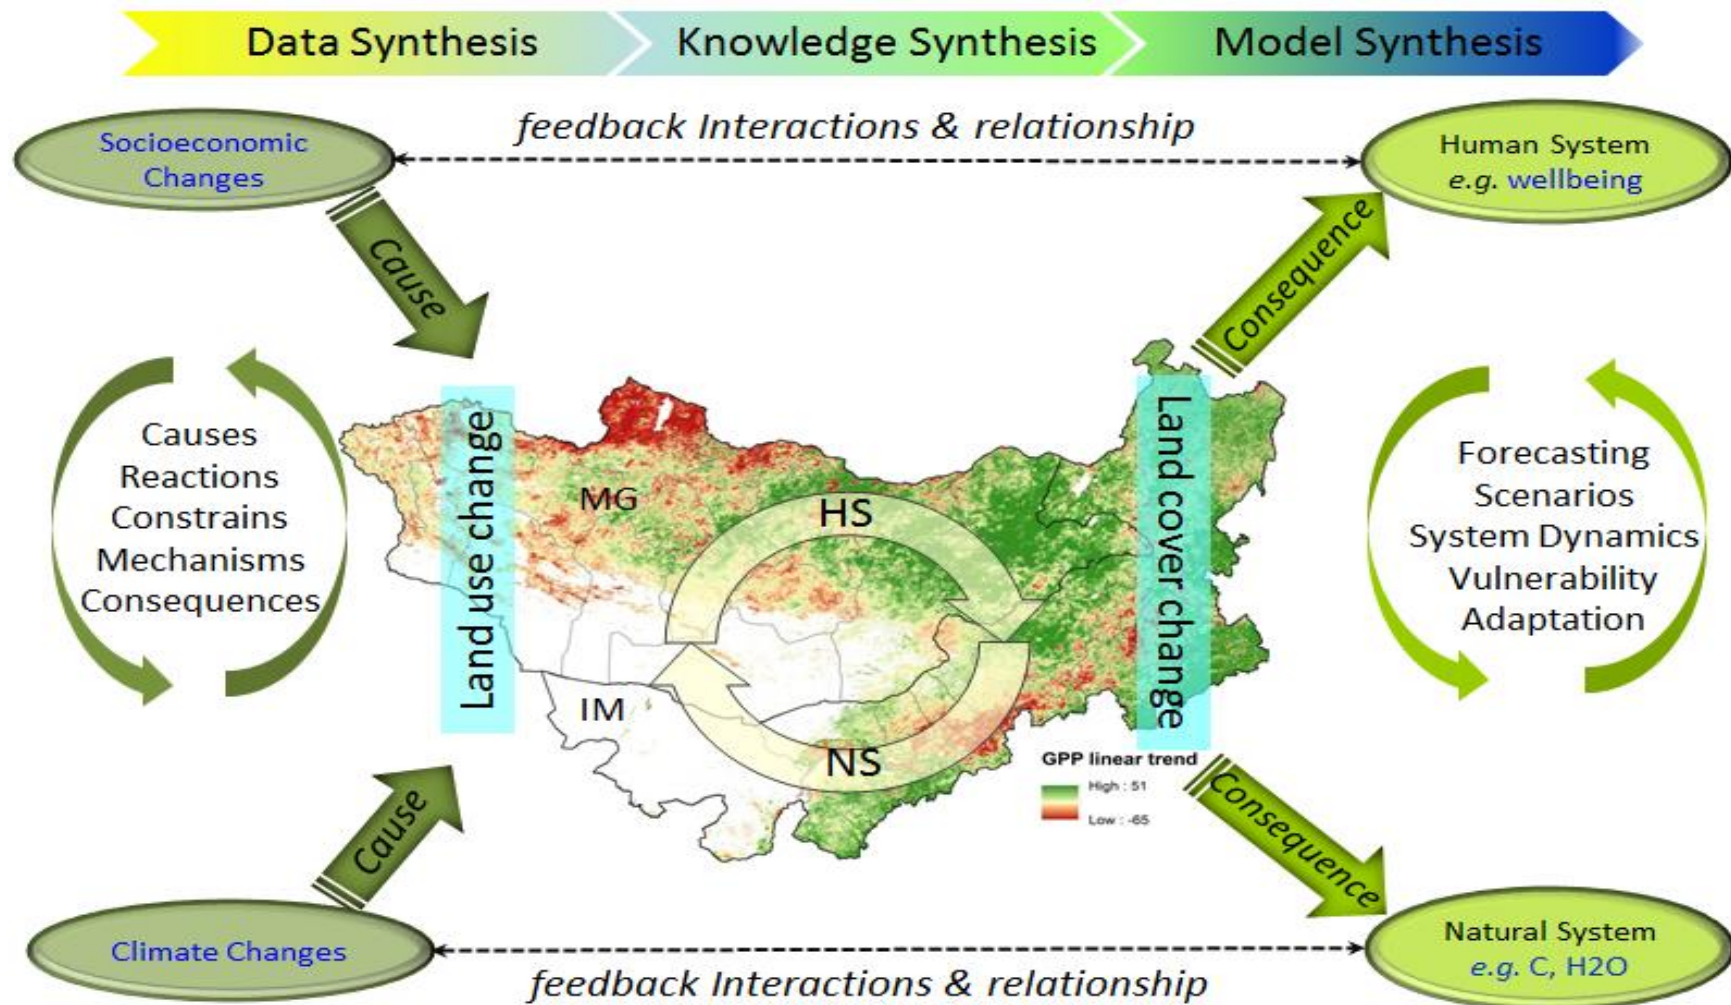 Data Synthesis
Knowledge Synthesis
Model Synthesis
feedback Interactions & relationship
Socioeconomic
Changes
Human System
e.g. wellbeing
Cause
Consequence
Causes
Reactions
Constrains
Mechanisms
Consequences
Land use change
MG
HS
IM
NS
Land cover change
Forecasting
Scenarios
System Dynamics
Vulnerability
Adaptation
GPP linear trend
High : 51
Low : -65
Cause
Consequence
Climate Changes
Natural System
e.g. C, H2O
feedback Interactions & relationship